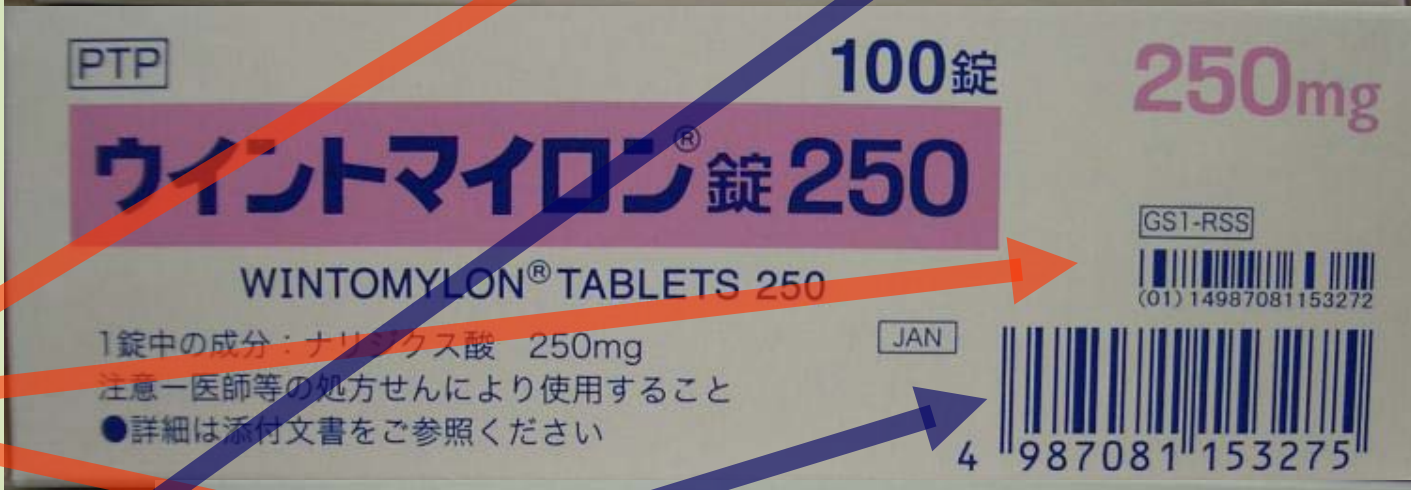 PTP
100錠
250mg
ウイントマイロン®錠250
GS1-RSS
WINTOMYLON® TABLETS 250
(01) 14987081153272
1錠中の成分:ナリジクス酸 250mg
JAN
注意－医師等の処方せんにより使用すること
●詳細は添付文書をご参照ください
4 987081 153275